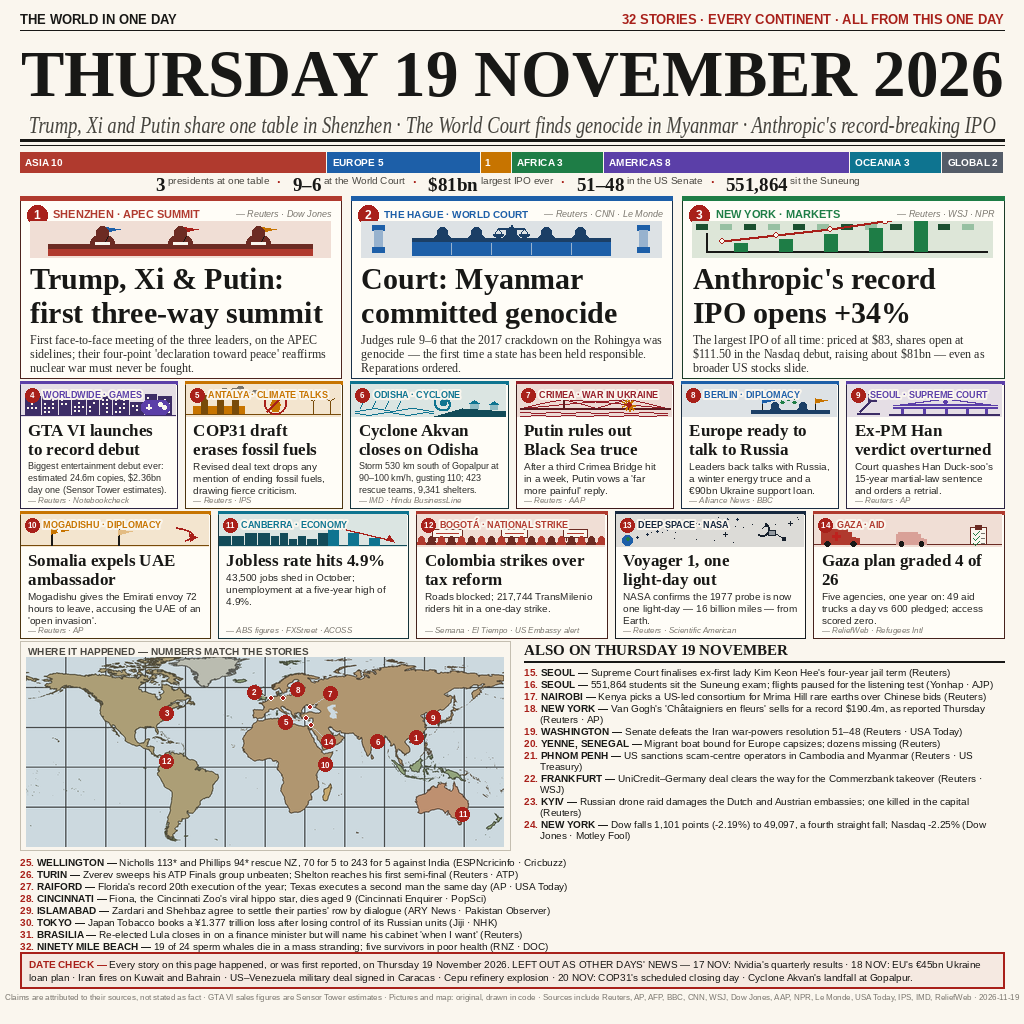 THE WORLD IN ONE DAY
32 STORIES · EVERY CONTINENT · ALL FROM THIS ONE DAY
THURSDAY 19 NOVEMBER 2026
Trump, Xi and Putin share one table in Shenzhen · The World Court finds genocide in Myanmar · Anthropic's record-breaking IPO
ASIA 10 EUROPE 5 1 AFRICA 3 AMERICAS 8 OCEANIA 3 GLOBAL 2
3 presidents at one table · 9–6 at the World Court · $81bn largest IPO ever · 51–48 in the US Senate · 551,864 sit the Suneung
1 SHENZHEN · APEC SUMMIT — Reuters · Dow Jones
Trump, Xi & Putin:
first three-way summit
First face-to-face meeting of the three leaders, on the APEC
sidelines; their four-point 'declaration toward peace' reaffirms
nuclear war must never be fought.
2 THE HAGUE · WORLD COURT — Reuters · CNN · Le Monde
Court: Myanmar
committed genocide
Judges rule 9–6 that the 2017 crackdown on the Rohingya was
genocide — the first time a state has been held responsible.
Reparations ordered.
3 NEW YORK · MARKETS — Reuters · WSJ · NPR
Anthropic's record
IPO opens +34%
The largest IPO of all time: priced at $83, shares open at
$111.50 in the Nasdaq debut, raising about $81bn — even as
broader US stocks slide.
4 WORLDWIDE · GAMES
GTA VI launches
to record debut
Biggest entertainment debut ever:
estimated 24.6m copies, $2.36bn
day one (Sensor Tower estimates).
— Reuters · Notebookcheck
5 ANTALYA · CLIMATE TALKS
COP31 draft
erases fossil fuels
Revised deal text drops any
mention of ending fossil fuels,
drawing fierce criticism.
— Reuters · IPS
6 ODISHA · CYCLONE
Cyclone Akvan
closes on Odisha
Storm 530 km south of Gopalpur at
90–100 km/h, gusting 110; 423
rescue teams, 9,341 shelters.
— IMD · Hindu BusinessLine
7 CRIMEA · WAR IN UKRAINE
Putin rules out
Black Sea truce
After a third Crimea Bridge hit
in a week, Putin vows a 'far
more painful' reply.
— Reuters · AAP
8 BERLIN · DIPLOMACY
Europe ready to
talk to Russia
Leaders back talks with Russia,
a winter energy truce and a
€90bn Ukraine support loan.
— Alliance News · BBC
9 SEOUL · SUPREME COURT
Ex-PM Han
verdict overturned
Court quashes Han Duck-soo's
15-year martial-law sentence
and orders a retrial.
— Reuters · AP
10 MOGADISHU · DIPLOMACY
Somalia expels UAE
ambassador
Mogadishu gives the Emirati envoy 72
hours to leave, accusing the UAE of an
'open invasion'.
— Reuters · AP
11 CANBERRA · ECONOMY
Jobless rate hits 4.9%
43,500 jobs shed in October;
unemployment at a five-year high of
4.9%.
— ABS figures · FXStreet · ACOSS
12 BOGOTÁ · NATIONAL STRIKE
Colombia strikes over
tax reform
Roads blocked; 217,744 TransMilenio
riders hit in a one-day strike.
— Semana · El Tiempo · US Embassy alert
13 DEEP SPACE · NASA
Voyager 1, one
light-day out
NASA confirms the 1977 probe is now
one light-day — 16 billion miles — from
Earth.
— Reuters · Scientific American
14 GAZA · AID
Gaza plan graded 4 of
26
Five agencies, one year on: 49 aid
trucks a day vs 600 pledged; access
scored zero.
— ReliefWeb · Refugees Intl
WHERE IT HAPPENED — NUMBERS MATCH THE STORIES
2 8 7 3 5 9 1 14 6 12 10 11
ALSO ON THURSDAY 19 NOVEMBER
15. SEOUL — Supreme Court finalises ex-first lady Kim Keon Hee's four-year jail term (Reuters)
16. SEOUL — 551,864 students sit the Suneung exam; flights paused for the listening test (Yonhap · AJP)
17. NAIROBI — Kenya picks a US-led consortium for Mrima Hill rare earths over Chinese bids (Reuters)
18. NEW YORK — Van Gogh's 'Châtaigniers en fleurs' sells for a record $190.4m, as reported Thursday
(Reuters · AP)
19. WASHINGTON — Senate defeats the Iran war-powers resolution 51–48 (Reuters · USA Today)
20. YENNE, SENEGAL — Migrant boat bound for Europe capsizes; dozens missing (Reuters)
21. PHNOM PENH — US sanctions scam-centre operators in Cambodia and Myanmar (Reuters · US
Treasury)
22. FRANKFURT — UniCredit–Germany deal clears the way for the Commerzbank takeover (Reuters ·
WSJ)
23. KYIV — Russian drone raid damages the Dutch and Austrian embassies; one killed in the capital
(Reuters)
24. NEW YORK — Dow falls 1,101 points (-2.19%) to 49,097, a fourth straight fall; Nasdaq -2.25% (Dow
Jones · Motley Fool)
25. WELLINGTON — Nicholls 113* and Phillips 94* rescue NZ, 70 for 5 to 243 for 5 against India (ESPNcricinfo · Cricbuzz)
26. TURIN — Zverev sweeps his ATP Finals group unbeaten; Shelton reaches his first semi-final (Reuters · ATP)
27. RAIFORD — Florida's record 20th execution of the year; Texas executes a second man the same day (AP · USA Today)
28. CINCINNATI — Fiona, the Cincinnati Zoo's viral hippo star, dies aged 9 (Cincinnati Enquirer · PopSci)
29. ISLAMABAD — Zardari and Shehbaz agree to settle their parties' row by dialogue (ARY News · Pakistan Observer)
30. TOKYO — Japan Tobacco books a ¥1.377 trillion loss after losing control of its Russian units (Jiji · NHK)
31. BRASILIA — Re-elected Lula closes in on a finance minister but will name his cabinet 'when I want' (Reuters)
32. NINETY MILE BEACH — 19 of 24 sperm whales die in a mass stranding; five survivors in poor health (RNZ · DOC)
DATE CHECK — Every story on this page happened, or was first reported, on Thursday 19 November 2026. LEFT OUT AS OTHER DAYS' NEWS — 17 NOV: Nvidia's quarterly results · 18 NOV: EU's €45bn Ukraine
loan plan · Iran fires on Kuwait and Bahrain · US–Venezuela military deal signed in Caracas · Cepu refinery explosion · 20 NOV: COP31's scheduled closing day · Cyclone Akvan's landfall at Gopalpur.
Claims are attributed to their sources, not stated as fact · GTA VI sales figures are Sensor Tower estimates · Pictures and map: original, drawn in code · Sources include Reuters, AP, AFP, BBC, CNN, WSJ, Dow Jones, AAP, NPR, Le Monde, USA Today, IPS, IMD, ReliefWeb · 2026-11-19